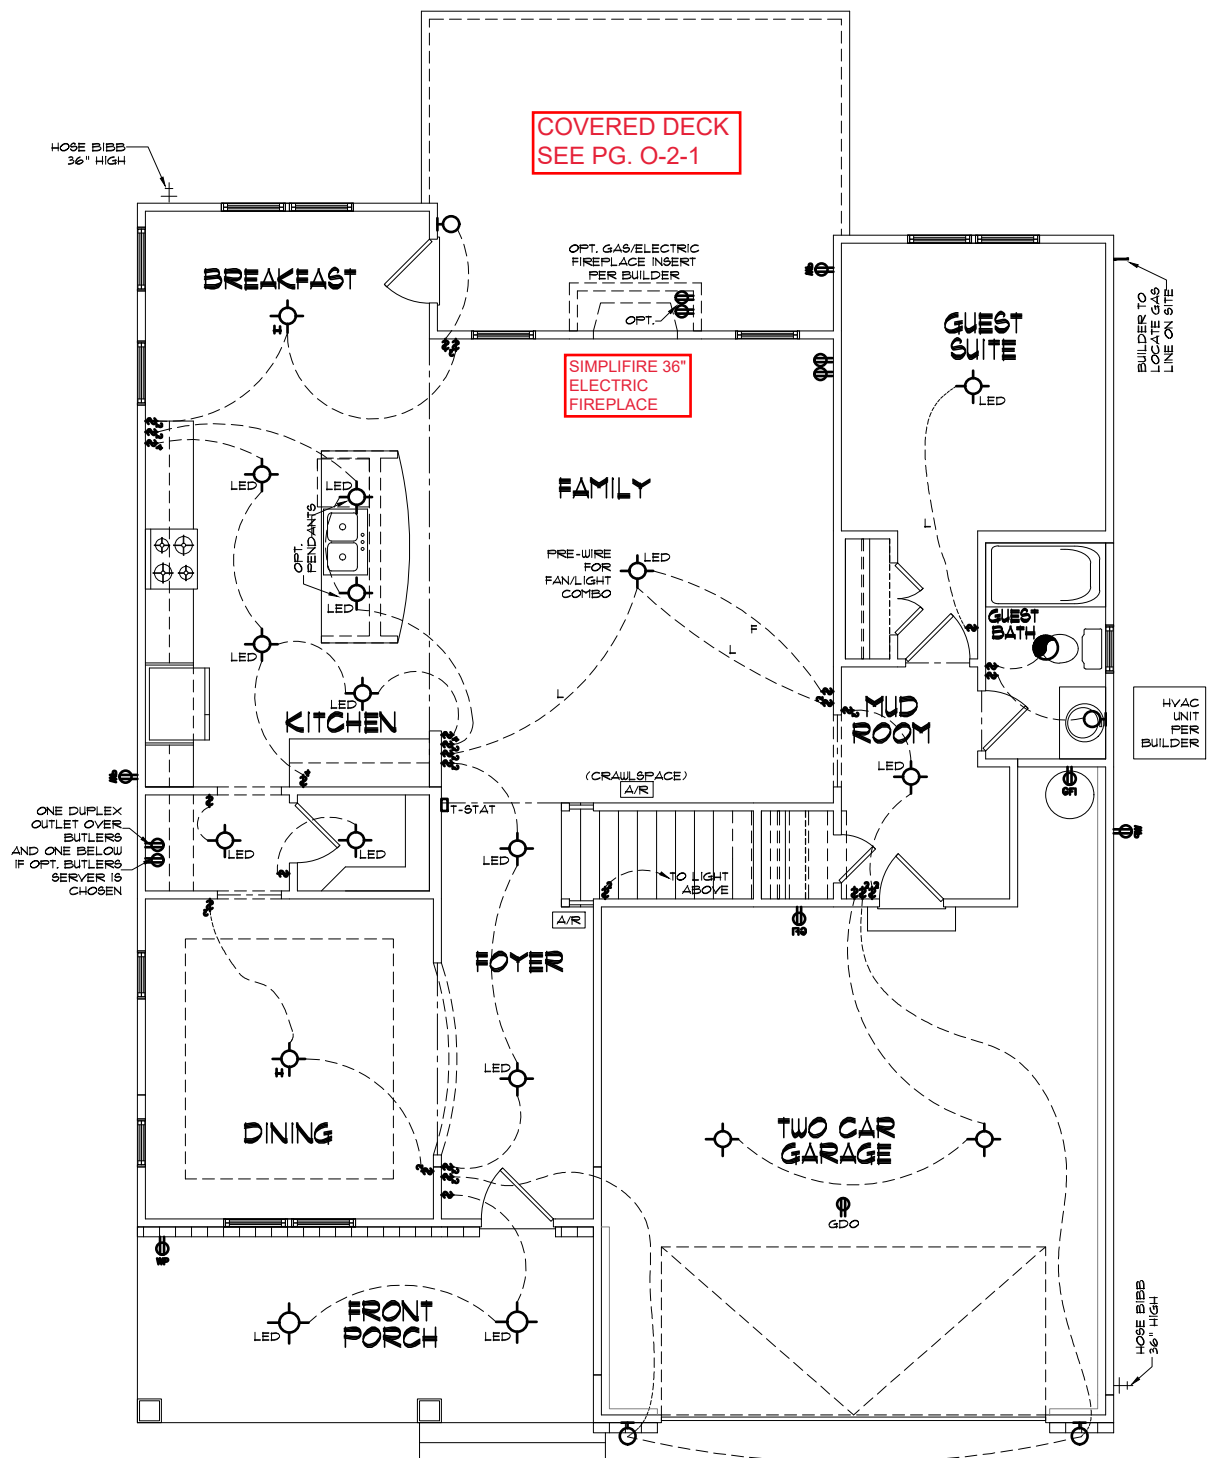 COVERED DECK
SEE PG. O-2-1
HOSE BIBB
36" HIGH
OPT. GAS/ELECTRIC
FIREPLACE INSERT
PER BUILDER
OPT.
BREAKFAST
H
WP
GUEST
SUITE
LED
BUILDER TO
LOCATE GAS
LINE ON SITE
SIMPLIFIRE 36"
ELECTRIC
FIREPLACE
FAMILY
LED
LED
OPT.
PENDANTS
LED
LED
LED
KITCHEN
PRE-WIRE
FOR
FAN/LIGHT
COMBO
LED
F
L
L
L
GUEST
BATH
MUD
ROOM
LED
HVAC
UNIT
PER
BUILDER
WP
(CRAWLSPACE)
A/R
T-STAT
GFI
WP
ONE DUPLEX
OUTLET OVER
BUTLERS
AND ONE BELOW
IF OPT. BUTLERS
SERVER IS
CHOSEN
LED
LED
LED
TO LIGHT
ABOVE
A/R
GFI
FOYER
LED
H
DINING
TWO CAR
GARAGE
GDO
WP
FRONT
PORCH
LED
LED
HOSE BIBB
36" HIGH